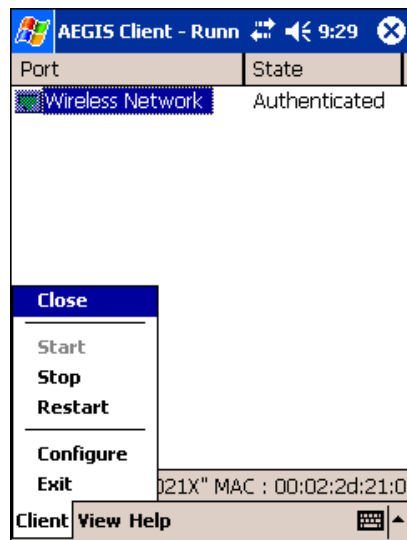 AEGIS Client - Runn 9:29
Port State
Wireless Network Authenticated
Close
Start
Stop
Restart
Configure
Exit
021X" MAC : 00:02:2d:21:0
Client View Help